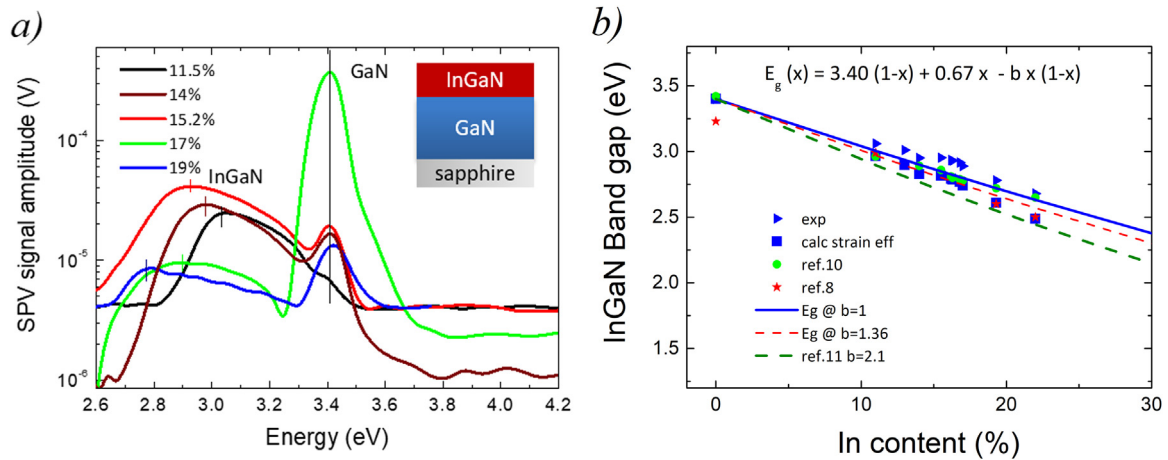 a)
SPV signal amplitude (V)
10⁻⁴
10⁻⁵
10⁻⁶
11.5%
14%
15.2%
17%
19%
InGaN
GaN
InGaN
GaN
sapphire
2.6 2.8 3.0 3.2 3.4 3.6 3.8 4.0 4.2
Energy (eV)
b)
InGaN Band gap (eV)
3.5
3.0
2.5
2.0
1.5
E_g (x) = 3.40 (1-x) + 0.67 x - b x (1-x)
exp
calc strain eff
ref.10
ref.8
Eg @ b=1
Eg @ b=1.36
ref.11 b=2.1
0 10 20 30
In content (%)